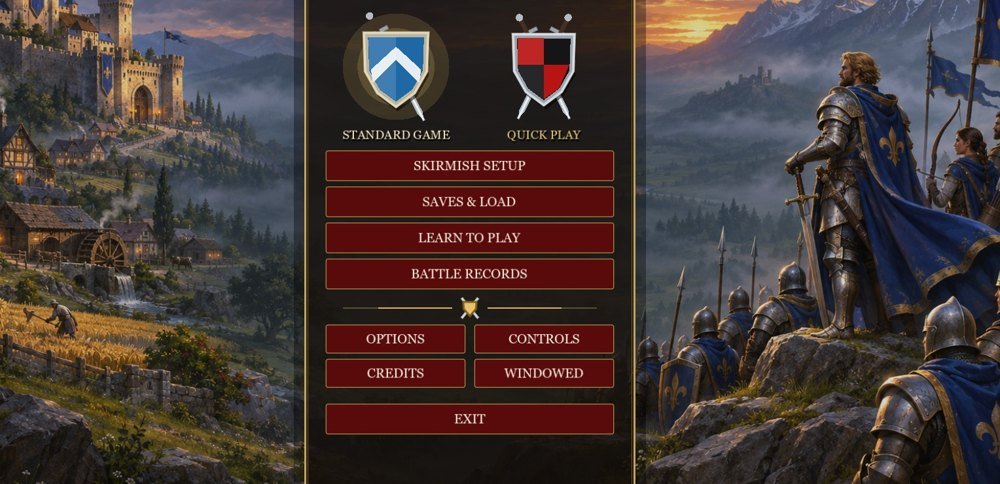 STANDARD GAME
QUICK PLAY
SKIRMISH SETUP
SAVES & LOAD
LEARN TO PLAY
BATTLE RECORDS
OPTIONS
CONTROLS
CREDITS
WINDOWED
EXIT